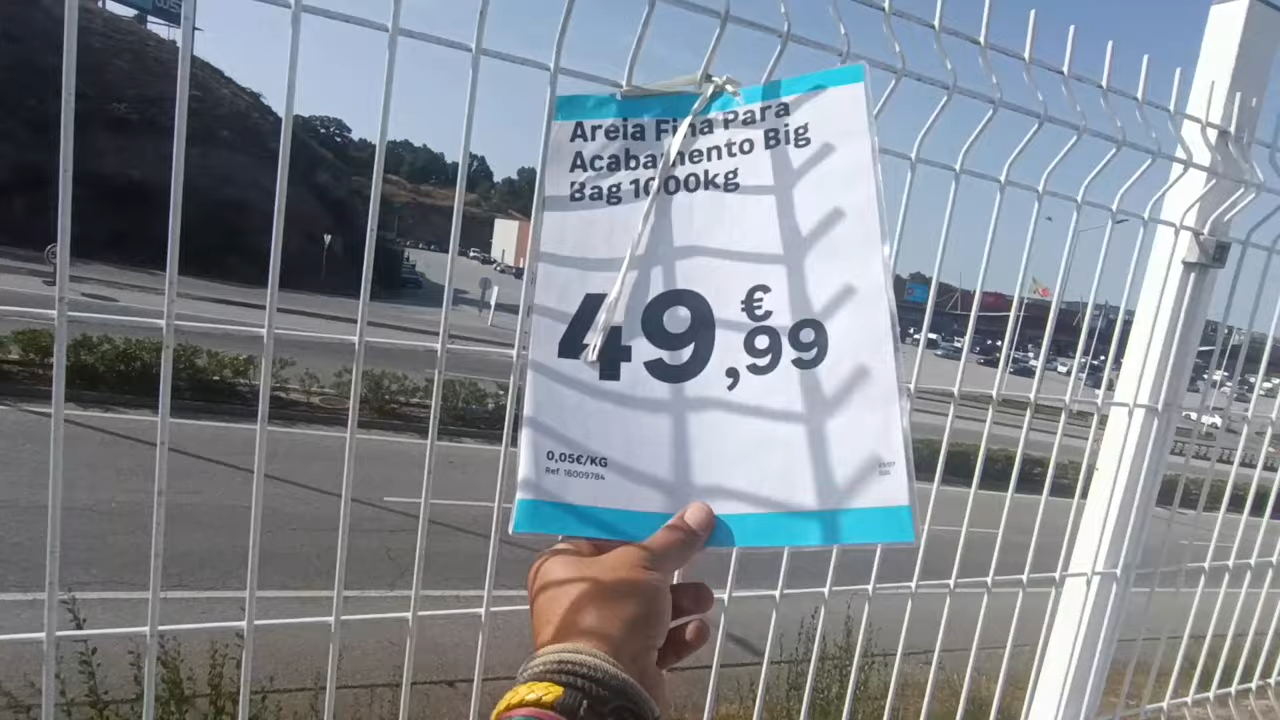 Areia Fina Para
Acabamento Big
Bag 1000kg
49,99€
0,05€/KG
Ref. 16009784